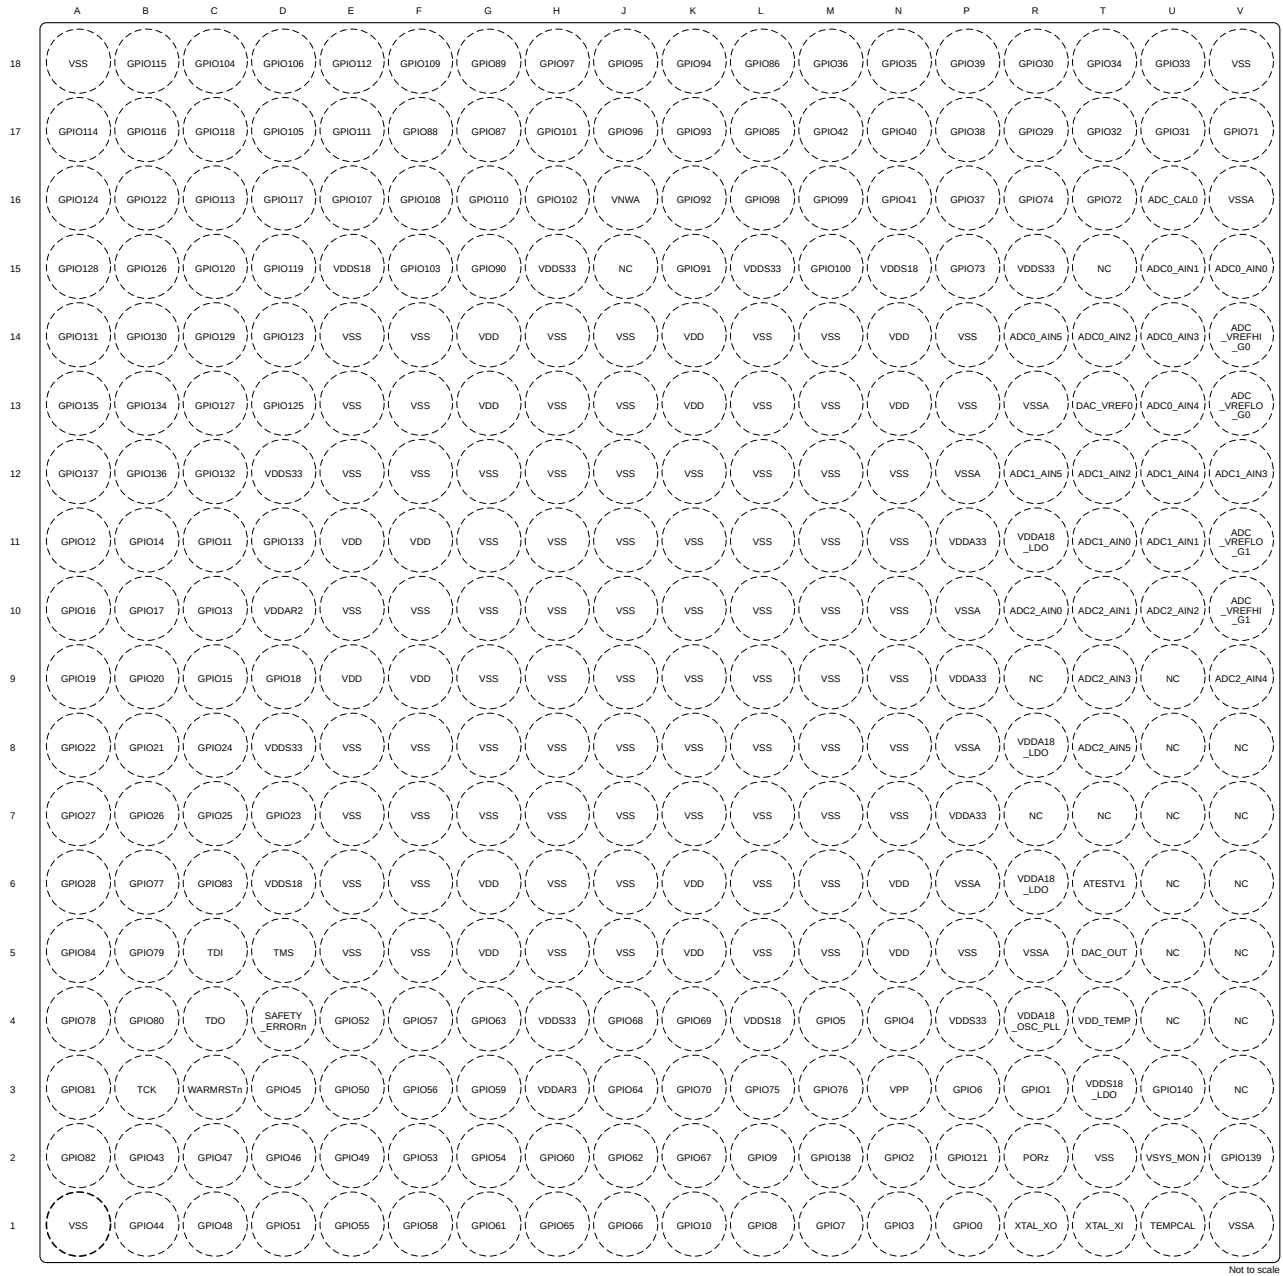 A B C D E F G H J K L M N P R T U V
18 VSS GPIO115 GPIO104 GPIO106 GPIO112 GPIO109 GPIO89 GPIO97 GPIO95 GPIO94 GPIO86 GPIO36 GPIO35 GPIO39 GPIO30 GPIO34 GPIO33 VSS
17 GPIO114 GPIO116 GPIO118 GPIO105 GPIO111 GPIO88 GPIO87 GPIO101 GPIO96 GPIO93 GPIO85 GPIO42 GPIO40 GPIO38 GPIO29 GPIO32 GPIO31 GPIO71
16 GPIO124 GPIO122 GPIO113 GPIO117 GPIO107 GPIO108 GPIO110 GPIO102 VNWA GPIO92 GPIO98 GPIO99 GPIO41 GPIO37 GPIO74 GPIO72 ADC_CAL0 VSSA
15 GPIO128 GPIO126 GPIO120 GPIO119 VDDS18 GPIO103 GPIO90 VDDS33 NC GPIO91 VDDS33 GPIO100 VDDS18 GPIO73 VDDS33 NC ADC0_AIN1 ADC0_AIN0
14 GPIO131 GPIO130 GPIO129 GPIO123 VSS VSS VDD VSS VSS VDD VSS VSS VDD VSS ADC0_AIN5 ADC0_AIN2 ADC0_AIN3 ADC
_VREFHI
_G0
13 GPIO135 GPIO134 GPIO127 GPIO125 VSS VSS VDD VSS VSS VDD VSS VSS VDD VSS VSSA DAC_VREF0 ADC0_AIN4 ADC
_VREFLO
_G0
12 GPIO137 GPIO136 GPIO132 VDDS33 VSS VSS VSS VSS VSS VSS VSS VSS VSS VSSA ADC1_AIN5 ADC1_AIN2 ADC1_AIN4 ADC1_AIN3
11 GPIO12 GPIO14 GPIO11 GPIO133 VDD VDD VSS VSS VSS VSS VSS VSS VSS VDDA33 VDDA18
_LDO ADC1_AIN0 ADC1_AIN1 ADC
_VREFLO
_G1
10 GPIO16 GPIO17 GPIO13 VDDAR2 VSS VSS VSS VSS VSS VSS VSS VSS VSS VSSA ADC2_AIN0 ADC2_AIN1 ADC2_AIN2 ADC
_VREFHI
_G1
9 GPIO19 GPIO20 GPIO15 GPIO18 VDD VDD VSS VSS VSS VSS VSS VSS VSS VDDA33 NC ADC2_AIN3 NC ADC2_AIN4
8 GPIO22 GPIO21 GPIO24 VDDS33 VSS VSS VSS VSS VSS VSS VSS VSS VSS VSSA VDDA18
_LDO ADC2_AIN5 NC NC
7 GPIO27 GPIO26 GPIO25 GPIO23 VSS VSS VSS VSS VSS VSS VSS VSS VSS VDDA33 NC NC NC NC
6 GPIO28 GPIO77 GPIO83 VDDS18 VSS VSS VDD VSS VSS VDD VSS VSS VDD VSSA VDDA18
_LDO ATESTV1 NC NC
5 GPIO84 GPIO79 TDI TMS VSS VSS VDD VSS VSS VDD VSS VSS VDD VSS VSSA DAC_OUT NC NC
4 GPIO78 GPIO80 TDO SAFETY
_ERRORn GPIO52 GPIO57 GPIO63 VDDS33 GPIO68 GPIO69 VDDS18 GPIO5 GPIO4 VDDS33 VDDA18
_OSC_PLL VDD_TEMP NC NC
3 GPIO81 TCK WARMRSTn GPIO45 GPIO50 GPIO56 GPIO59 VDDAR3 GPIO64 GPIO70 GPIO75 GPIO76 VPP GPIO6 GPIO1 VDDS18
_LDO GPIO140 NC
2 GPIO82 GPIO43 GPIO47 GPIO46 GPIO49 GPIO53 GPIO54 GPIO60 GPIO62 GPIO67 GPIO9 GPIO138 GPIO2 GPIO121 PORz VSS VSYS_MON GPIO139
1 VSS GPIO44 GPIO48 GPIO51 GPIO55 GPIO58 GPIO61 GPIO65 GPIO66 GPIO10 GPIO8 GPIO7 GPIO3 GPIO0 XTAL_XO XTAL_XI TEMPCAL VSSA
Not to scale